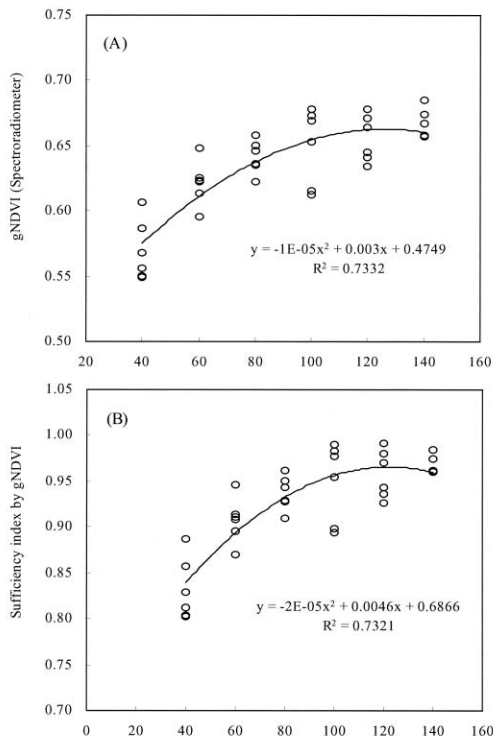 0.75
(A)
0.70
0.65
0.60
0.55
0.50
gNDVI (Spectroradiometer)
y = -1E-05x² + 0.003x + 0.4749
R² = 0.7332
20 40 60 80 100 120 140 160
1.05
(B)
1.00
0.95
0.90
0.85
0.80
0.75
0.70
Sufficiency index by gNDVI
y = -2E-05x² + 0.0046x + 0.6866
R² = 0.7321
0 20 40 60 80 100 120 140 160